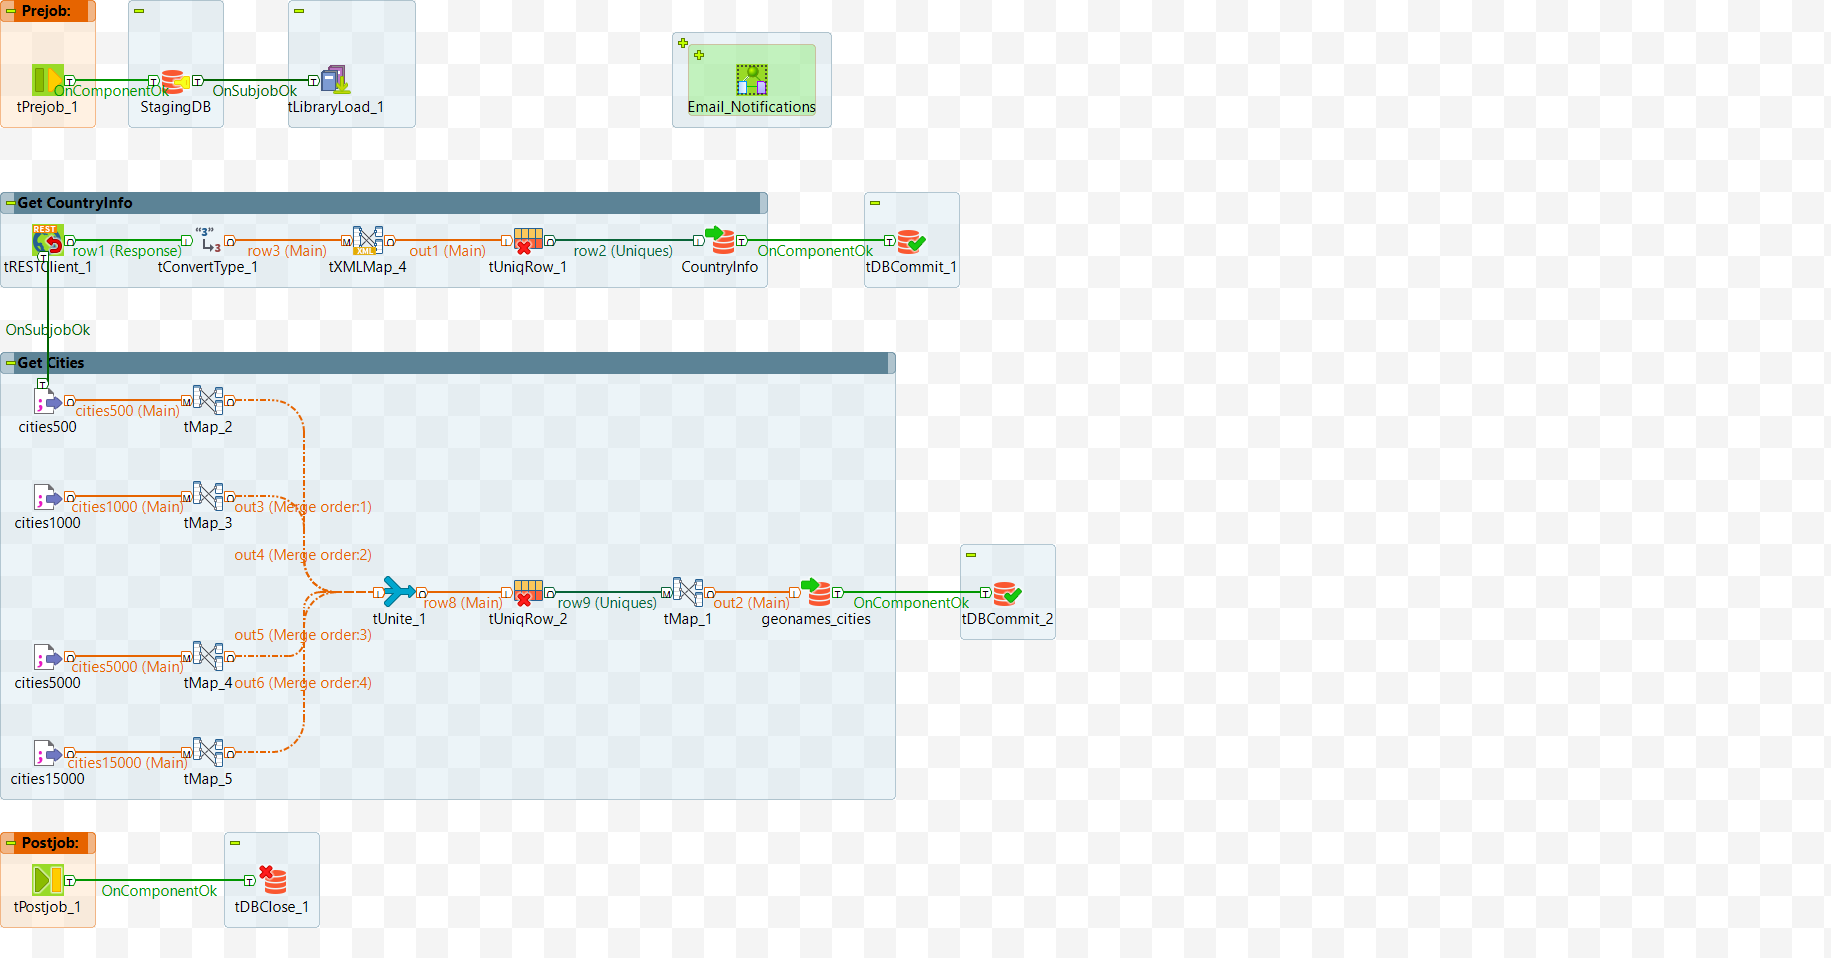 Prejob:
OnComponentOk
OnSubjobOk
tPrejob_1
StagingDB
tLibraryLoad_1
Email_Notifications
Get CountryInfo
REST
"3"
3
XML
row1 (Response)
row3 (Main)
out1 (Main)
row2 (Uniques)
OnComponentOk
tRESTClient_1
tConvertType_1
tXMLMap_4
tUniqRow_1
CountryInfo
tDBCommit_1
OnSubjobOk
Get Cities
cities500 (Main)
cities500
tMap_2
cities1000 (Main)
out3 (Merge order:1)
cities1000
tMap_3
out4 (Merge order:2)
row8 (Main)
row9 (Uniques)
out2 (Main)
OnComponentOk
tUnite_1
tUniqRow_2
tMap_1
geonames_cities
tDBCommit_2
out5 (Merge order:3)
cities5000 (Main)
cities5000
tMap_4
out6 (Merge order:4)
cities15000 (Main)
cities15000
tMap_5
Postjob:
OnComponentOk
tPostjob_1
tDBClose_1